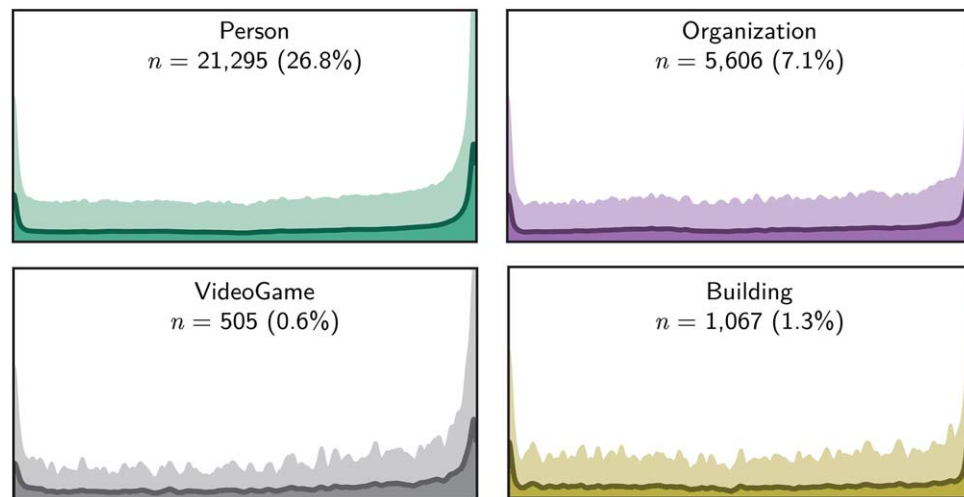 Person
n = 21,295 (26.8%)
Organization
n = 5,606 (7.1%)
VideoGame
n = 505 (0.6%)
Building
n = 1,067 (1.3%)